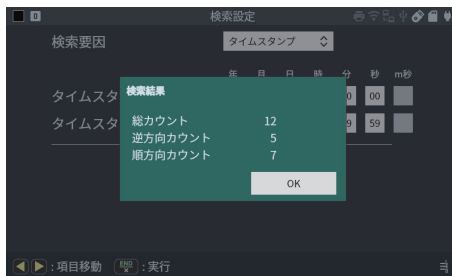 0 検索設定
検索要因 タイムスタンプ
年 月 日 時 分 秒 m秒
タイムスタ 0 00
タイムスタ 9 59
検索結果
総カウント 12
逆方向カウント 5
順方向カウント 7
OK
:項目移動 END :実行